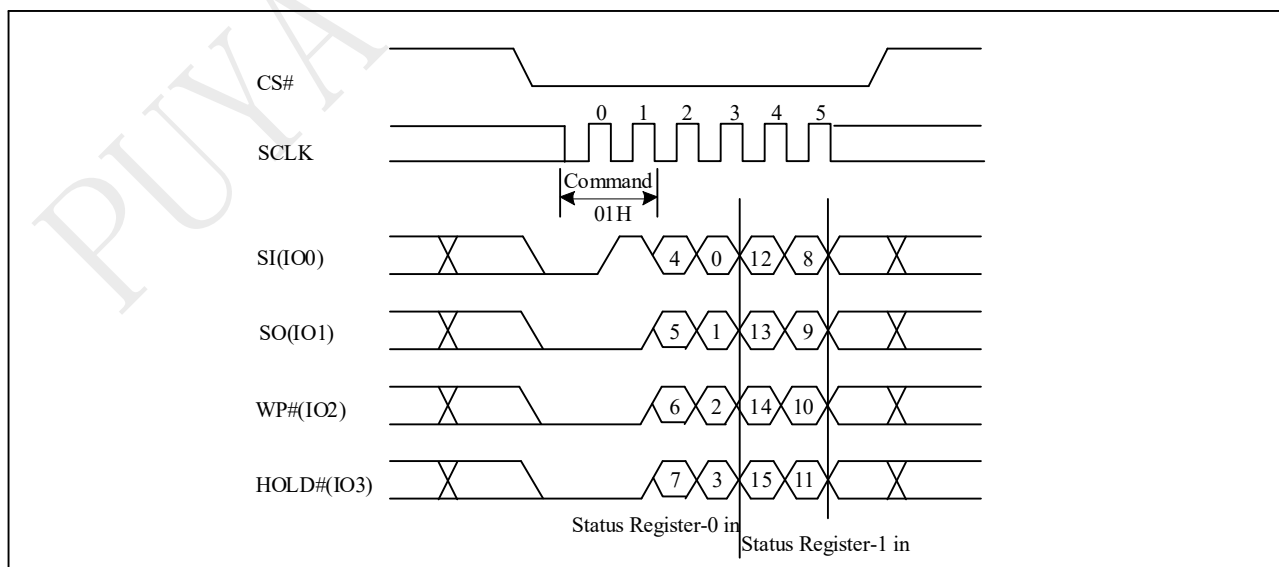 PUYA
CS#
0 1 2 3 4 5
SCLK
Command
01H
SI(IO0) 4 0 12 8
SO(IO1) 5 1 13 9
WP#(IO2) 6 2 14 10
HOLD#(IO3) 7 3 15 11
Status Register-0 in
Status Register-1 in